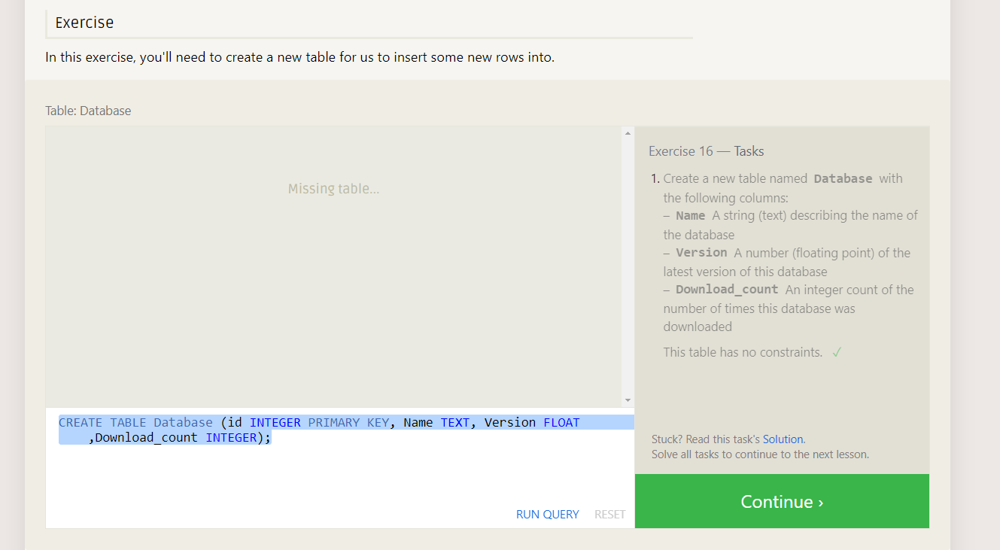 Exercise
In this exercise, you'll need to create a new table for us to insert some new rows into.
Table: Database
Missing table...
CREATE TABLE Database (id INTEGER PRIMARY KEY, Name TEXT, Version FLOAT
,Download_count INTEGER);
RUN QUERY RESET
Exercise 16 — Tasks
1. Create a new table named Database with
the following columns:
– Name A string (text) describing the name of
the database
– Version A number (floating point) of the
latest version of this database
– Download_count An integer count of the
number of times this database was
downloaded
This table has no constraints. ✓
Stuck? Read this task's Solution.
Solve all tasks to continue to the next lesson.
Continue ›